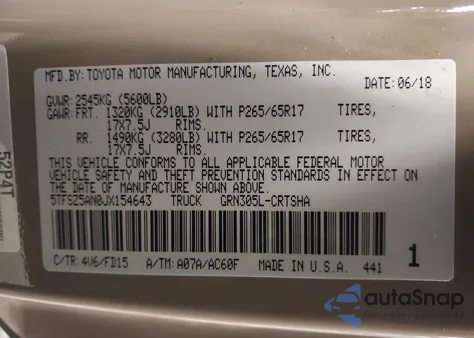 MFD.BY: TOYOTA MOTOR MANUFACTURING, TEXAS, INC.
DATE: 06/18
GVWR: 2545KG (5600LB)
GAWR: FRT. 1320KG (2910LB) WITH P265/65R17 TIRES,
17X7.5J RIMS.
RR. 1490KG (3280LB) WITH P265/65R17 TIRES,
17X7.5J RIMS.
THIS VEHICLE CONFORMS TO ALL APPLICABLE FEDERAL MOTOR
VEHICLE SAFETY AND THEFT PREVENTION STANDARDS IN EFFECT ON
THE DATE OF MANUFACTURE SHOWN ABOVE.
5TFSZ5AN0JX154643 TRUCK GRN305L-CRTSHA
C/TR: 4V6/FD15 A/TM: A07A/AC60F MADE IN U.S.A. 441
1
52P4T
autoSnap